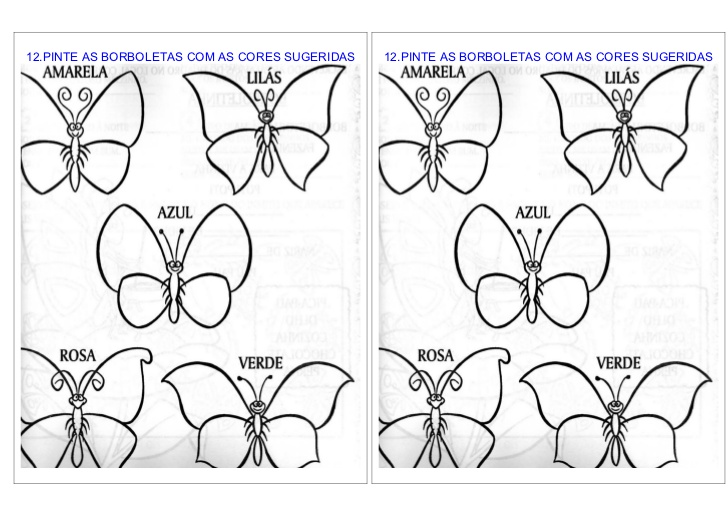 12.PINTE AS BORBOLETAS COM AS CORES SUGERIDAS
AMARELA
LILÁS
AZUL
ROSA
VERDE
12.PINTE AS BORBOLETAS COM AS CORES SUGERIDAS
AMARELA
LILÁS
AZUL
ROSA
VERDE